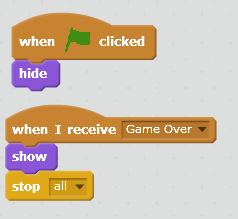 when clicked
hide
when I receive Game Over
show
stop all